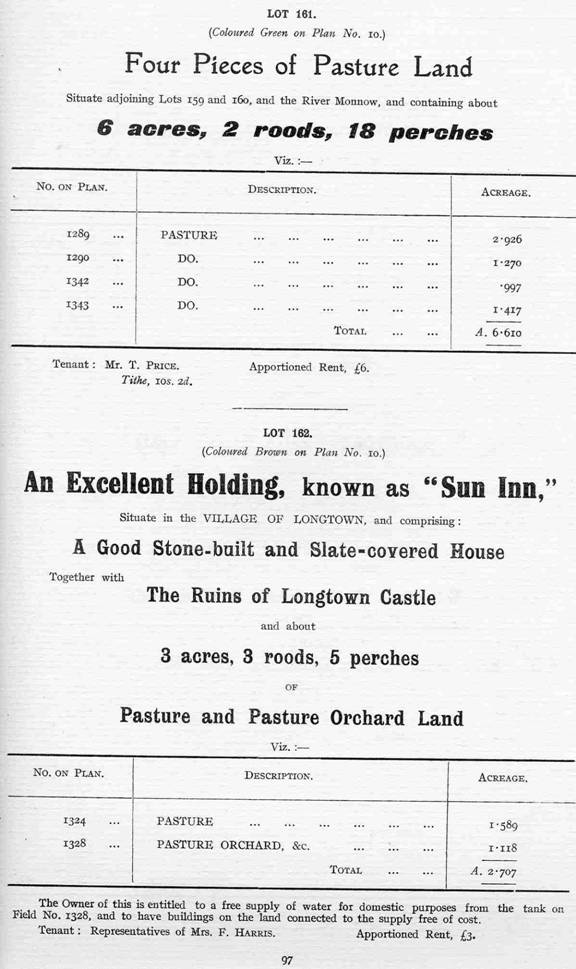 LOT 161.
(Coloured Green on Plan No. 10.)
Four Pieces of Pasture Land
Situate adjoining Lots 159 and 160, and the River Monnow, and containing about
6 acres, 2 roods, 18 perches
Viz. :—
NO. ON PLAN. DESCRIPTION. ACREAGE.
1289 ... PASTURE ... ... ... ... ... ... 2·926
1290 ... DO. ... ... ... ... ... ... 1·270
1342 ... DO. ... ... ... ... ... ... ·997
1343 ... DO. ... ... ... ... ... ... 1·417
TOTAL ... ... A. 6·610
Tenant : Mr. T. PRICE. Apportioned Rent, £6.
Tithe, 10s. 2d.
LOT 162.
(Coloured Brown on Plan No. 10.)
An Excellent Holding, known as “Sun Inn,”
Situate in the VILLAGE OF LONGTOWN, and comprising :
A Good Stone-built and Slate-covered House
Together with
The Ruins of Longtown Castle
and about
3 acres, 3 roods, 5 perches
OF
Pasture and Pasture Orchard Land
Viz. :—
NO. ON PLAN. DESCRIPTION. ACREAGE.
1324 ... PASTURE ... ... ... ... ... ... 1·589
1328 ... PASTURE ORCHARD, &c. ... ... ... 1·118
TOTAL ... ... A. 2·707
The Owner of this is entitled to a free supply of water for domestic purposes from the tank on
Field No. 1328, and to have buildings on the land connected to the supply free of cost.
Tenant : Representatives of Mrs. F. HARRIS. Apportioned Rent, £3.
97